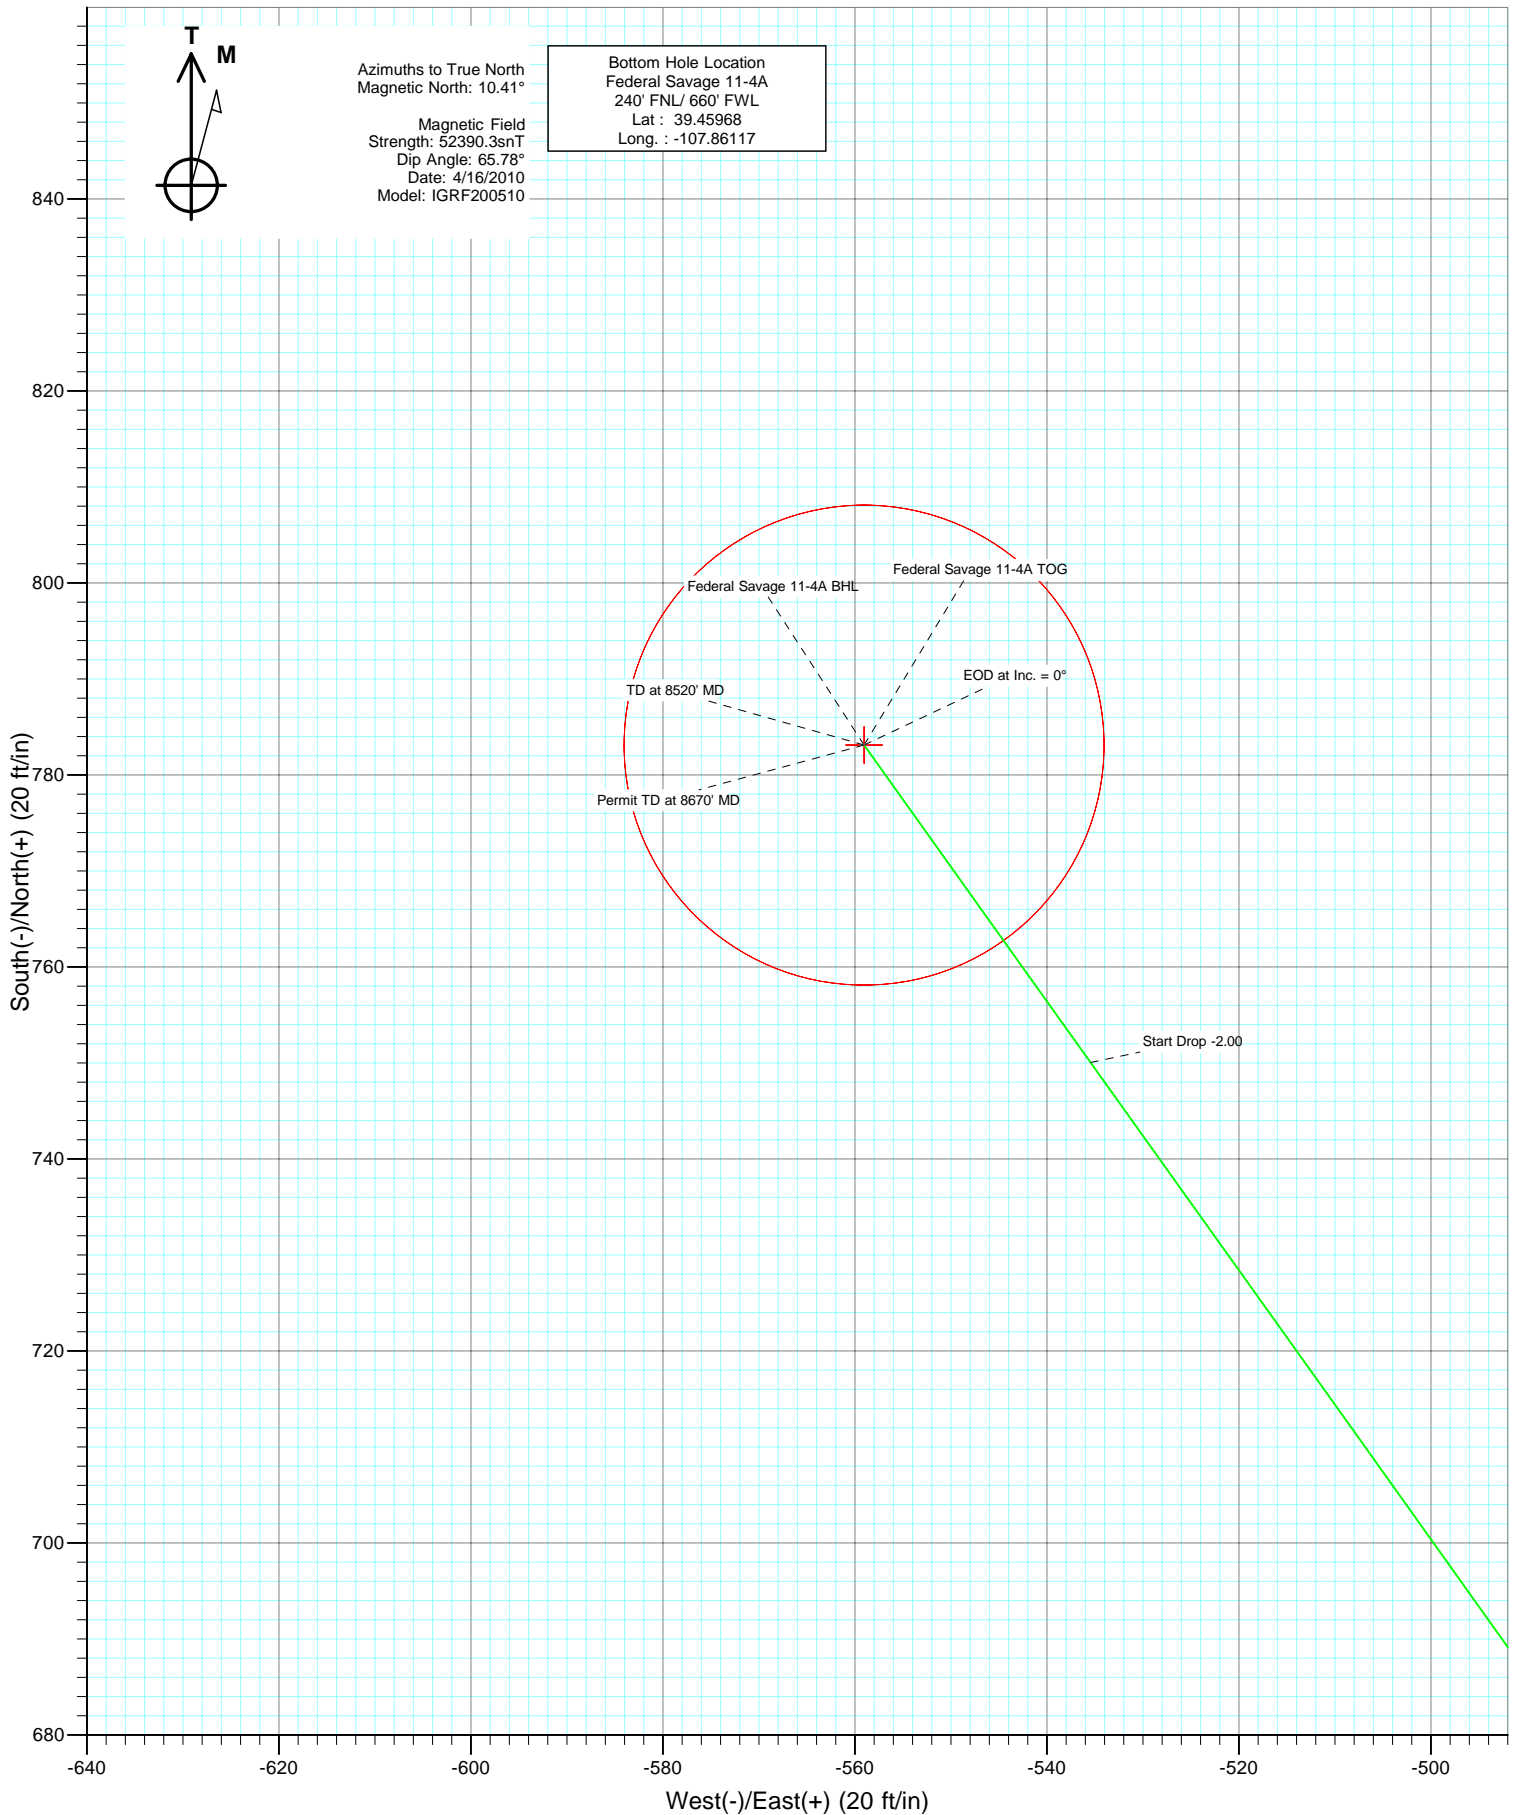 T
M
Azimuths to True North
Magnetic North: 10.41°
Magnetic Field
Strength: 52390.3snT
Dip Angle: 65.78°
Date: 4/16/2010
Model: IGRF200510
Bottom Hole Location
Federal Savage 11-4A
240' FNL/ 660' FWL
Lat : 39.45968
Long. : -107.86117
840
820
800
780
760
740
720
700
680
South(-)/North(+) (20 ft/in)
Federal Savage 11-4A TOG
Federal Savage 11-4A BHL
EOD at Inc. = 0°
TD at 8520' MD
Permit TD at 8670' MD
Start Drop -2.00
-640
-620
-600
-580
-560
-540
-520
-500
West(-)/East(+) (20 ft/in)